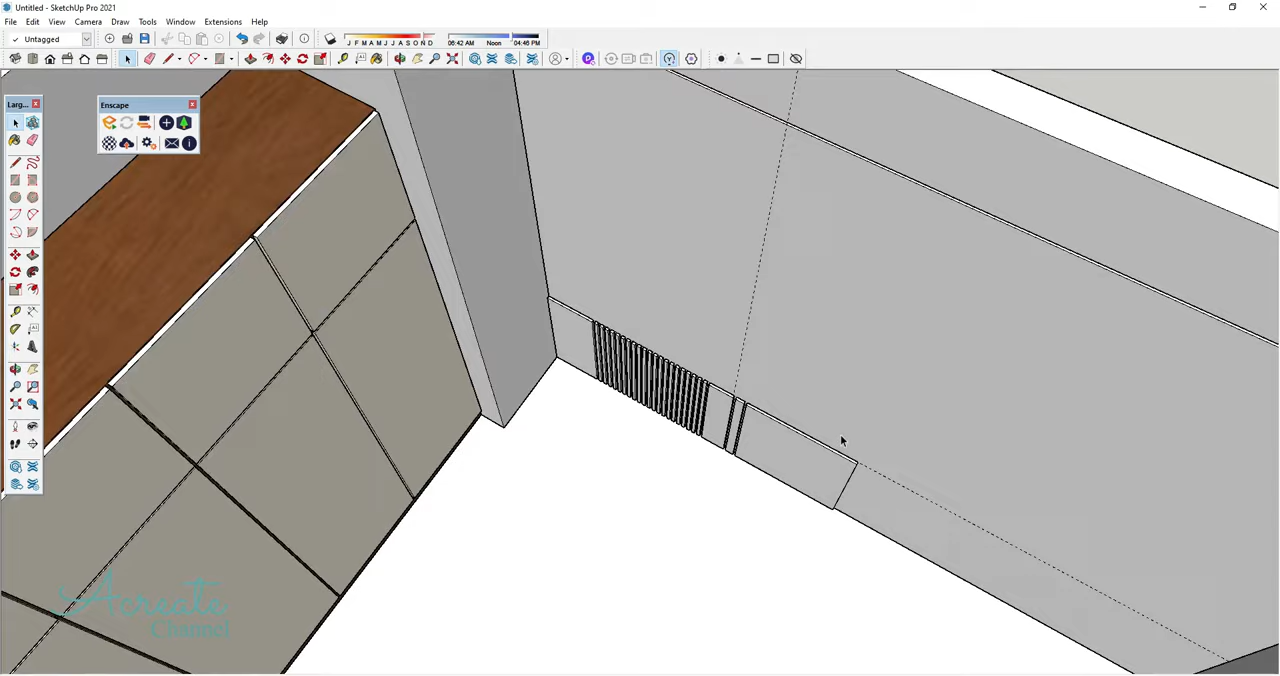 Untitled - SketchUp Pro 2021
File Edit View Camera Draw Tools Window Extensions Help
Untagged
J F M A M J J A S O N D
06:42 AM Noon 04:46 PM
Larg...
Enscape
Acreate
Channel